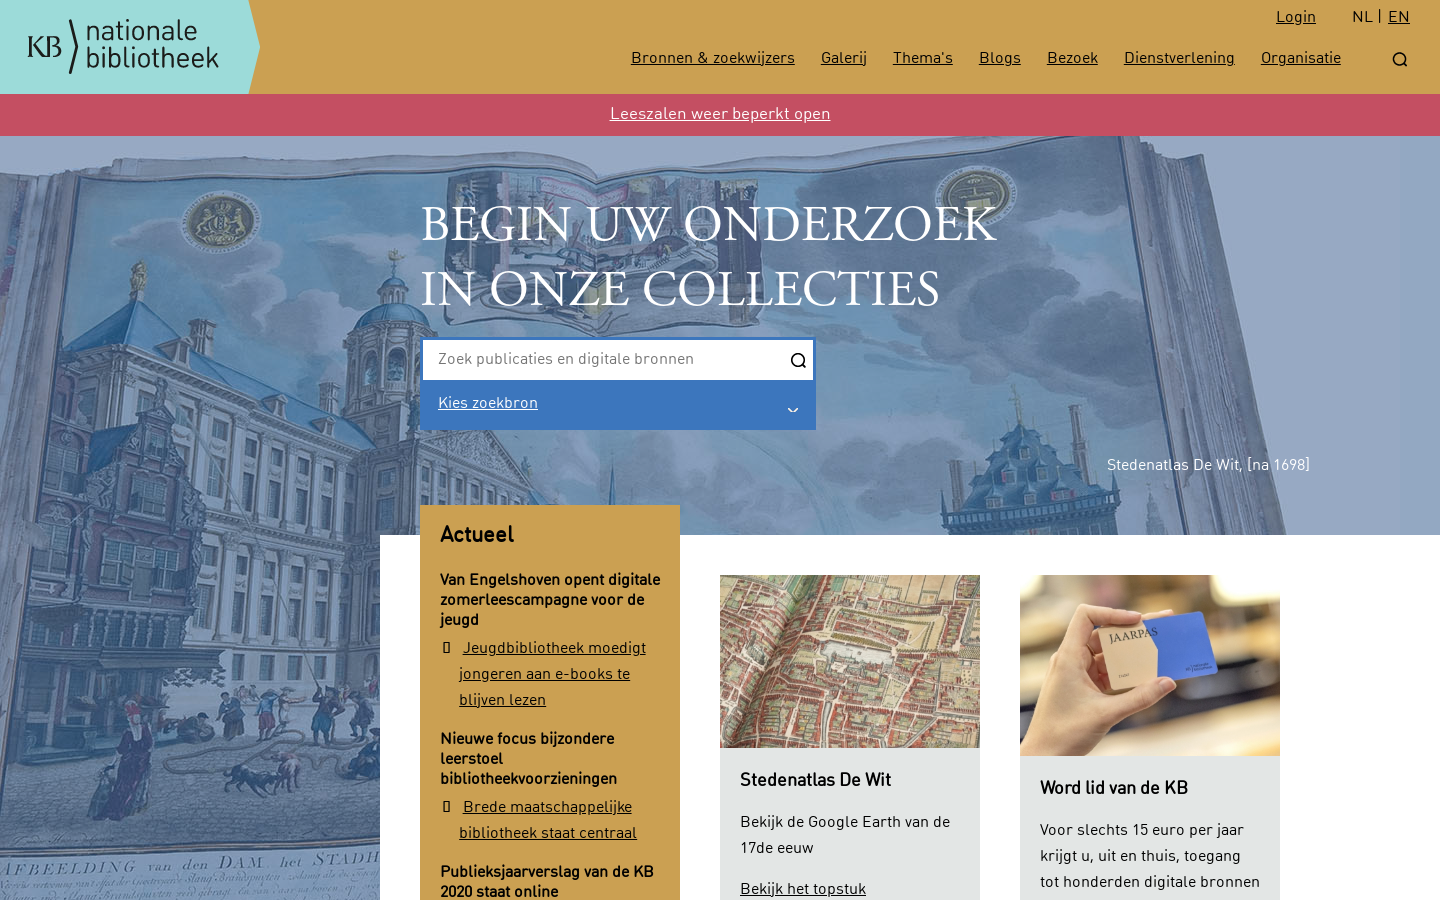 KB nationale bibliotheek
Login
NL | EN
Bronnen & zoekwijzers
Galerij
Thema's
Blogs
Bezoek
Dienstverlening
Organisatie
Leeszalen weer beperkt open
BEGIN UW ONDERZOEK
IN ONZE COLLECTIES
Zoek publicaties en digitale bronnen
Kies zoekbron
Stedenatlas De Wit, [na 1698]
Actueel
Van Engelshoven opent digitale
zomerleescampagne voor de
jeugd
Jeugdbibliotheek moedigt
jongeren aan e-books te
blijven lezen
Nieuwe focus bijzondere
leerstoel
bibliotheekvoorzieningen
Brede maatschappelijke
bibliotheek staat centraal
Publieksjaarverslag van de KB
2020 staat online
Stedenatlas De Wit
Bekijk de Google Earth van de
17de eeuw
Bekijk het topstuk
JAARPAS
Word lid van de KB
Voor slechts 15 euro per jaar
krijgt u, uit en thuis, toegang
tot honderden digitale bronnen
AFBEELDING van den DAM, het STADH